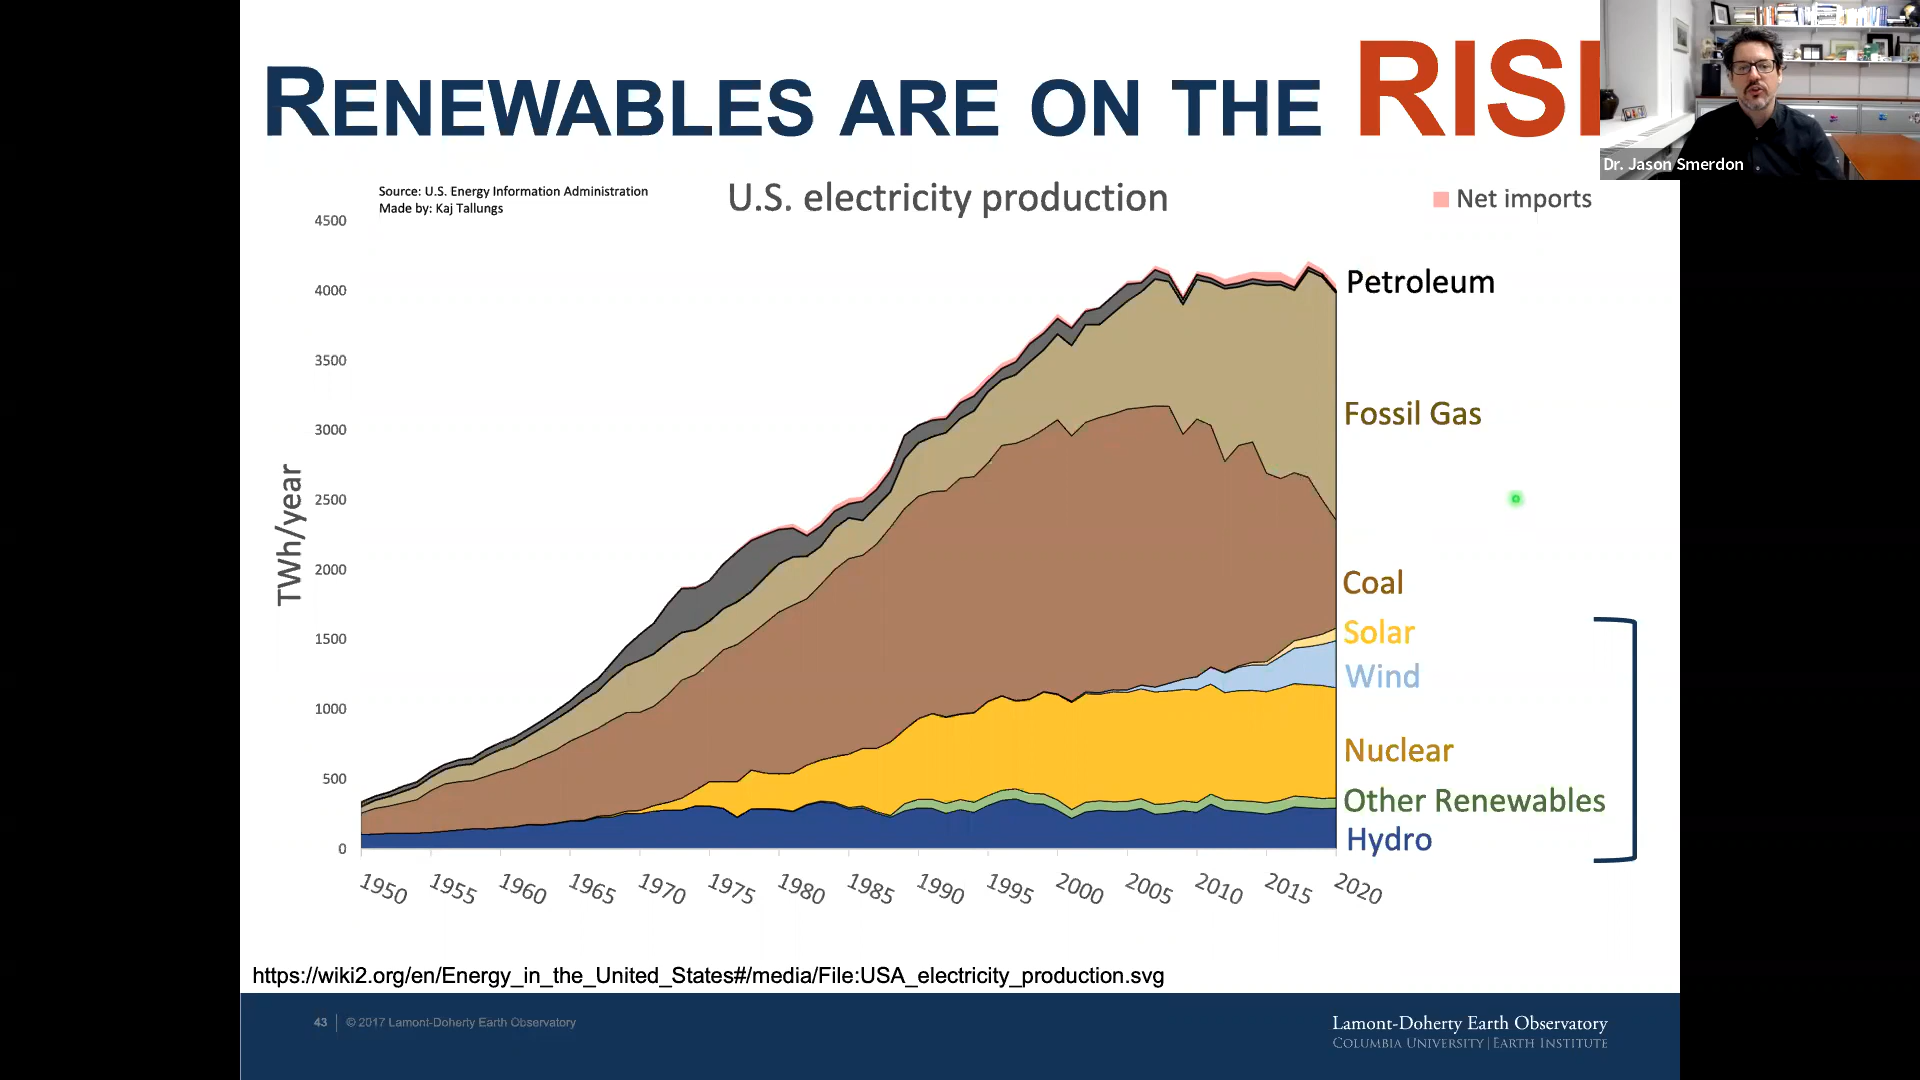 RENEWABLES ARE ON THE RIS
Dr. Jason Smerdon
Source: U.S. Energy Information Administration
Made by: Kaj Tallungs
U.S. electricity production
Net imports
4500
4000
3500
3000
2500
2000
1500
1000
500
0
TWh/year
Petroleum
Fossil Gas
Coal
Solar
Wind
Nuclear
Other Renewables
Hydro
1950 1955 1960 1965 1970 1975 1980 1985 1990 1995 2000 2005 2010 2015 2020
https://wiki2.org/en/Energy_in_the_United_States#/media/File:USA_electricity_production.svg
43 © 2017 Lamont-Doherty Earth Observatory
Lamont-Doherty Earth Observatory
COLUMBIA UNIVERSITY | EARTH INSTITUTE